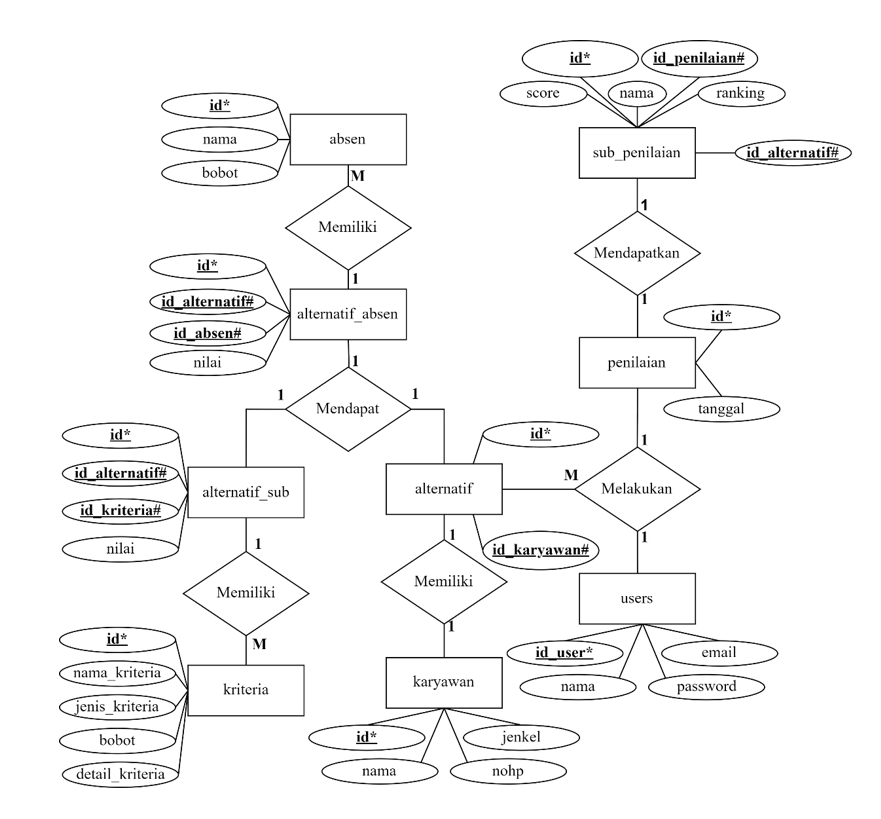 id*
id_penilaian#
score
nama
ranking
sub_penilaian
id_alternatif#
1
Mendapatkan
1
id*
penilaian
tanggal
1
Melakukan
M
1
users
id_user*
email
nama
password
id*
nama
bobot
absen
M
Memiliki
1
id*
id_alternatif#
id_absen#
nilai
alternatif_absen
1
1
Mendapat
1
id*
id_alternatif#
id_kriteria#
nilai
alternatif_sub
1
Memiliki
M
id*
nama_kriteria
jenis_kriteria
bobot
detail_kriteria
kriteria
id*
alternatif
id_karyawan#
1
Memiliki
1
karyawan
id*
jenkel
nama
nohp